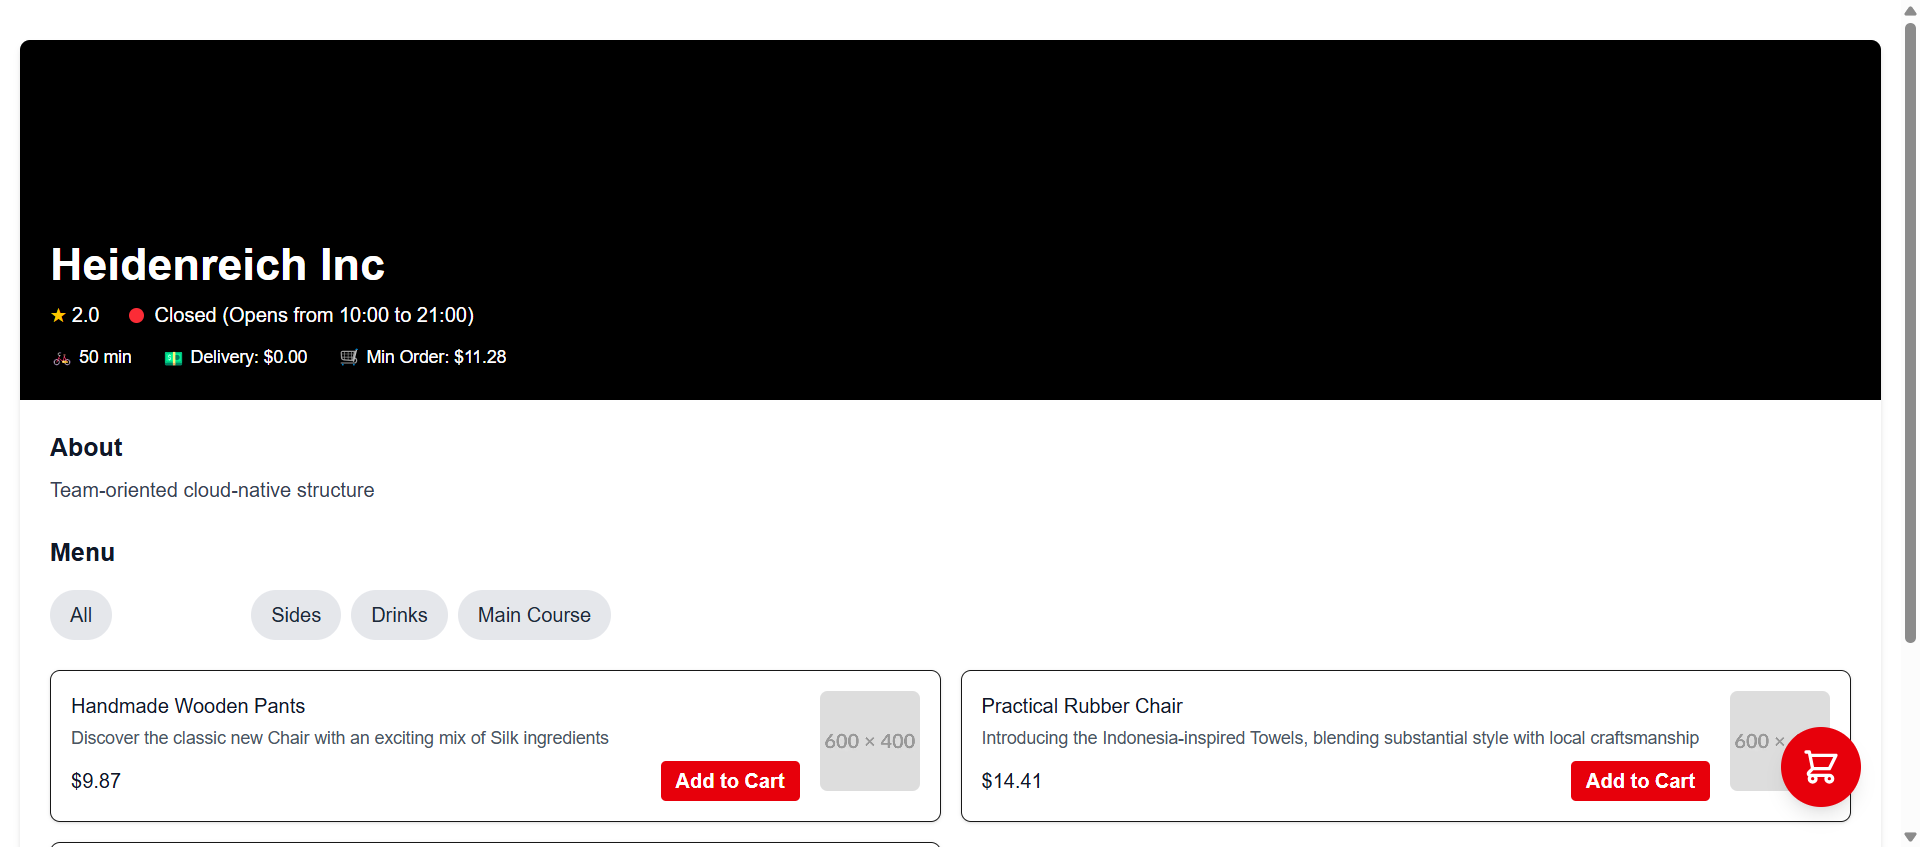 Heidenreich Inc
★ 2.0 Closed (Opens from 10:00 to 21:00)
50 min Delivery: $0.00 Min Order: $11.28
About
Team-oriented cloud-native structure
Menu
All Sides Drinks Main Course
Handmade Wooden Pants
Discover the classic new Chair with an exciting mix of Silk ingredients
$9.87 Add to Cart
600 × 400
Practical Rubber Chair
Introducing the Indonesia-inspired Towels, blending substantial style with local craftsmanship
$14.41 Add to Cart
600 ×